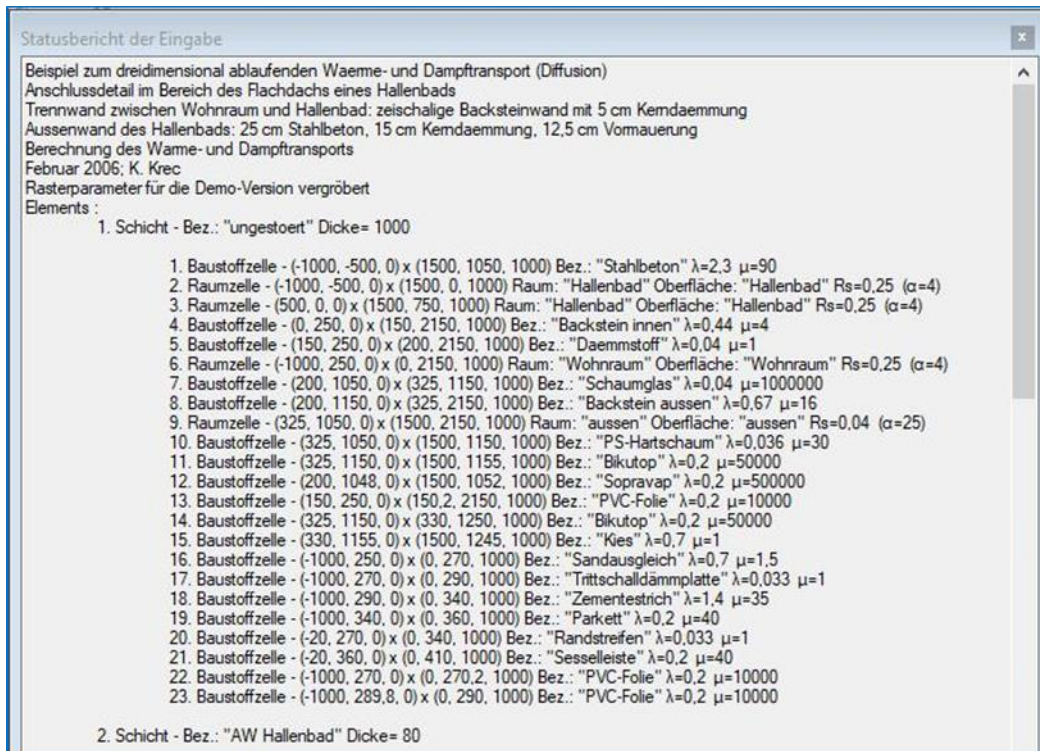 Statusbericht der Eingabe
Beispiel zum dreidimensional ablaufenden Waerme- und Dampftransport (Diffusion)
Anschlussdetail im Bereich des Flachdachs eines Hallenbads
Trennwand zwischen Wohnraum und Hallenbad: zeischalige Backsteinwand mit 5 cm Kerndaemmung
Aussenwand des Hallenbads: 25 cm Stahlbeton, 15 cm Kerndaemmung, 12,5 cm Vormauerung
Berechnung des Warme- und Dampftransports
Februar 2006; K. Krec
Rasterparameter für die Demo-Version vergröbert
Elements :
1. Schicht - Bez.: "ungestoert" Dicke= 1000
1. Baustoffzelle - (-1000, -500, 0) x (1500, 1050, 1000) Bez.: "Stahlbeton" λ=2,3 μ=90
2. Raumzelle - (-1000, -500, 0) x (1500, 0, 1000) Raum: "Hallenbad" Oberfläche: "Hallenbad" Rs=0,25 (α=4)
3. Raumzelle - (500, 0, 0) x (1500, 750, 1000) Raum: "Hallenbad" Oberfläche: "Hallenbad" Rs=0,25 (α=4)
4. Baustoffzelle - (0, 250, 0) x (150, 2150, 1000) Bez.: "Backstein innen" λ=0,44 μ=4
5. Baustoffzelle - (150, 250, 0) x (200, 2150, 1000) Bez.: "Daemmstoff" λ=0,04 μ=1
6. Raumzelle - (-1000, 250, 0) x (0, 2150, 1000) Raum: "Wohnraum" Oberfläche: "Wohnraum" Rs=0,25 (α=4)
7. Baustoffzelle - (200, 1050, 0) x (325, 1150, 1000) Bez.: "Schaumglas" λ=0,04 μ=1000000
8. Baustoffzelle - (200, 1150, 0) x (325, 2150, 1000) Bez.: "Backstein aussen" λ=0,67 μ=16
9. Raumzelle - (325, 1050, 0) x (1500, 2150, 1000) Raum: "aussen" Oberfläche: "aussen" Rs=0,04 (α=25)
10. Baustoffzelle - (325, 1050, 0) x (1500, 1150, 1000) Bez.: "PS-Hartschaum" λ=0,036 μ=30
11. Baustoffzelle - (325, 1150, 0) x (1500, 1155, 1000) Bez.: "Bikutop" λ=0,2 μ=50000
12. Baustoffzelle - (200, 1048, 0) x (1500, 1052, 1000) Bez.: "Sopravap" λ=0,2 μ=500000
13. Baustoffzelle - (150, 250, 0) x (150,2, 2150, 1000) Bez.: "PVC-Folie" λ=0,2 μ=10000
14. Baustoffzelle - (325, 1150, 0) x (330, 1250, 1000) Bez.: "Bikutop" λ=0,2 μ=50000
15. Baustoffzelle - (330, 1155, 0) x (1500, 1245, 1000) Bez.: "Kies" λ=0,7 μ=1
16. Baustoffzelle - (-1000, 250, 0) x (0, 270, 1000) Bez.: "Sandausgleich" λ=0,7 μ=1,5
17. Baustoffzelle - (-1000, 270, 0) x (0, 290, 1000) Bez.: "Trittschalldämmplatte" λ=0,033 μ=1
18. Baustoffzelle - (-1000, 290, 0) x (0, 340, 1000) Bez.: "Zementestrich" λ=1,4 μ=35
19. Baustoffzelle - (-1000, 340, 0) x (0, 360, 1000) Bez.: "Parkett" λ=0,2 μ=40
20. Baustoffzelle - (-20, 270, 0) x (0, 340, 1000) Bez.: "Randstreifen" λ=0,033 μ=1
21. Baustoffzelle - (-20, 360, 0) x (0, 410, 1000) Bez.: "Sesselleiste" λ=0,2 μ=40
22. Baustoffzelle - (-1000, 270, 0) x (0, 270,2, 1000) Bez.: "PVC-Folie" λ=0,2 μ=10000
23. Baustoffzelle - (-1000, 289,8, 0) x (0, 290, 1000) Bez.: "PVC-Folie" λ=0,2 μ=10000
2. Schicht - Bez.: "AW Hallenbad" Dicke= 80